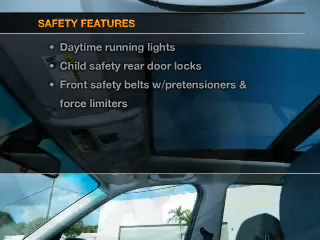 SAFETY FEATURES
• Daytime running lights
• Child safety rear door locks
• Front safety belts w/pretensioners &
force limiters